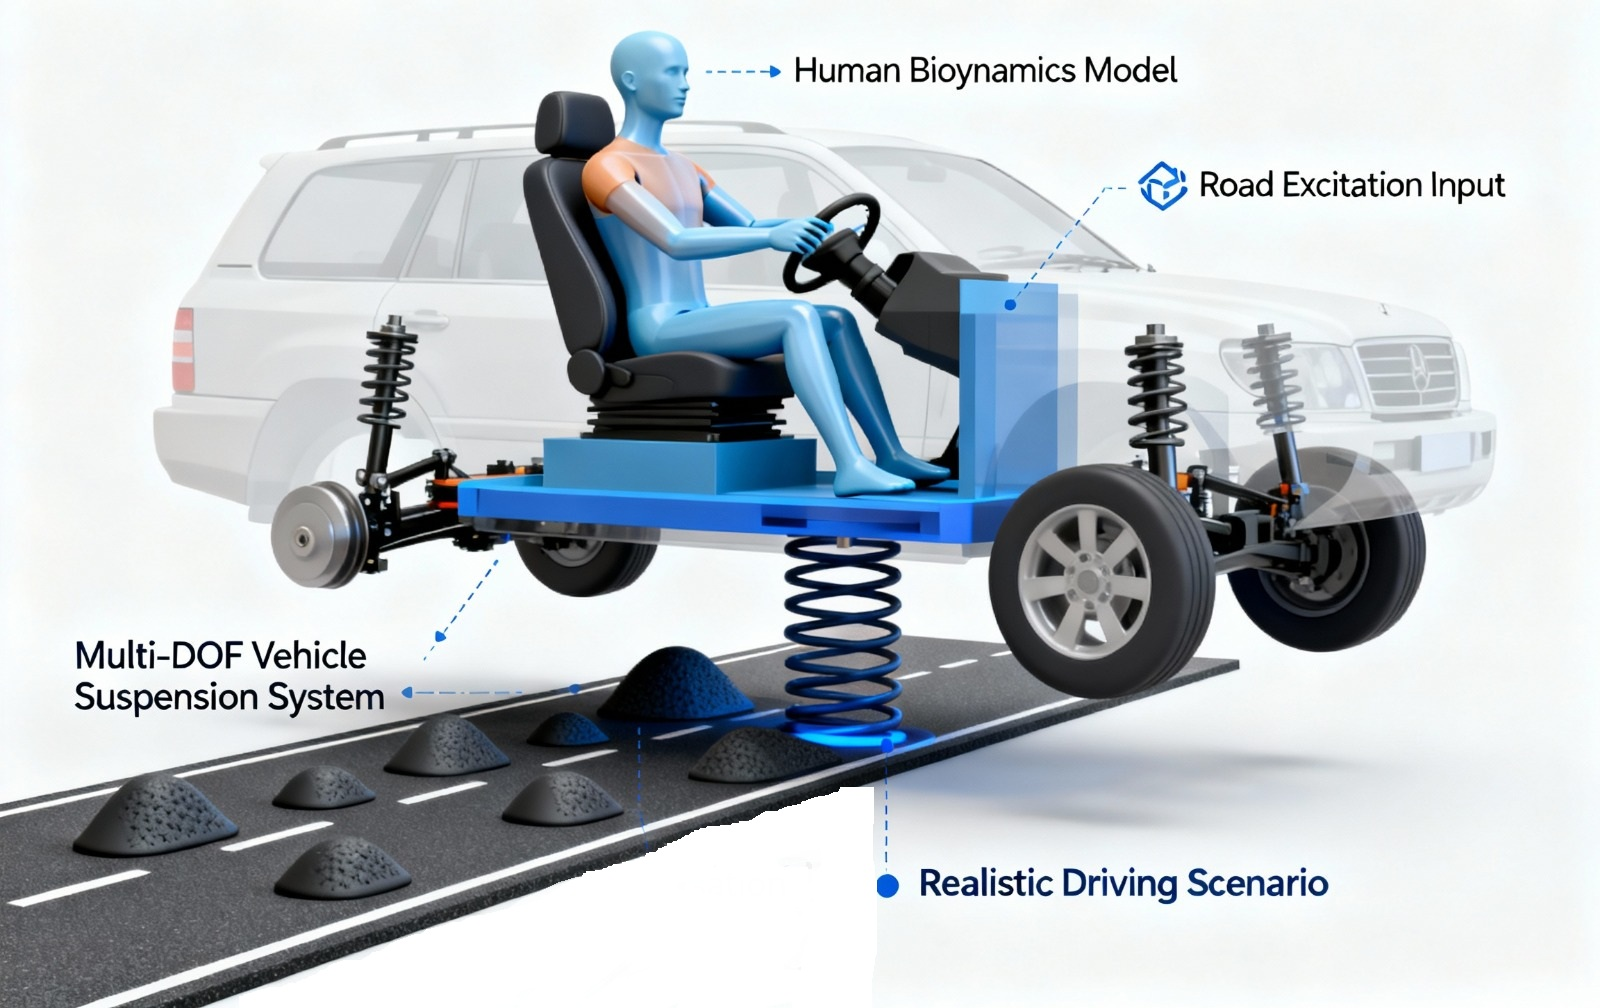 Human Bioynamics Model
Road Excitation Input
Multi-DOF Vehicle
Suspension System
Realistic Driving Scenario